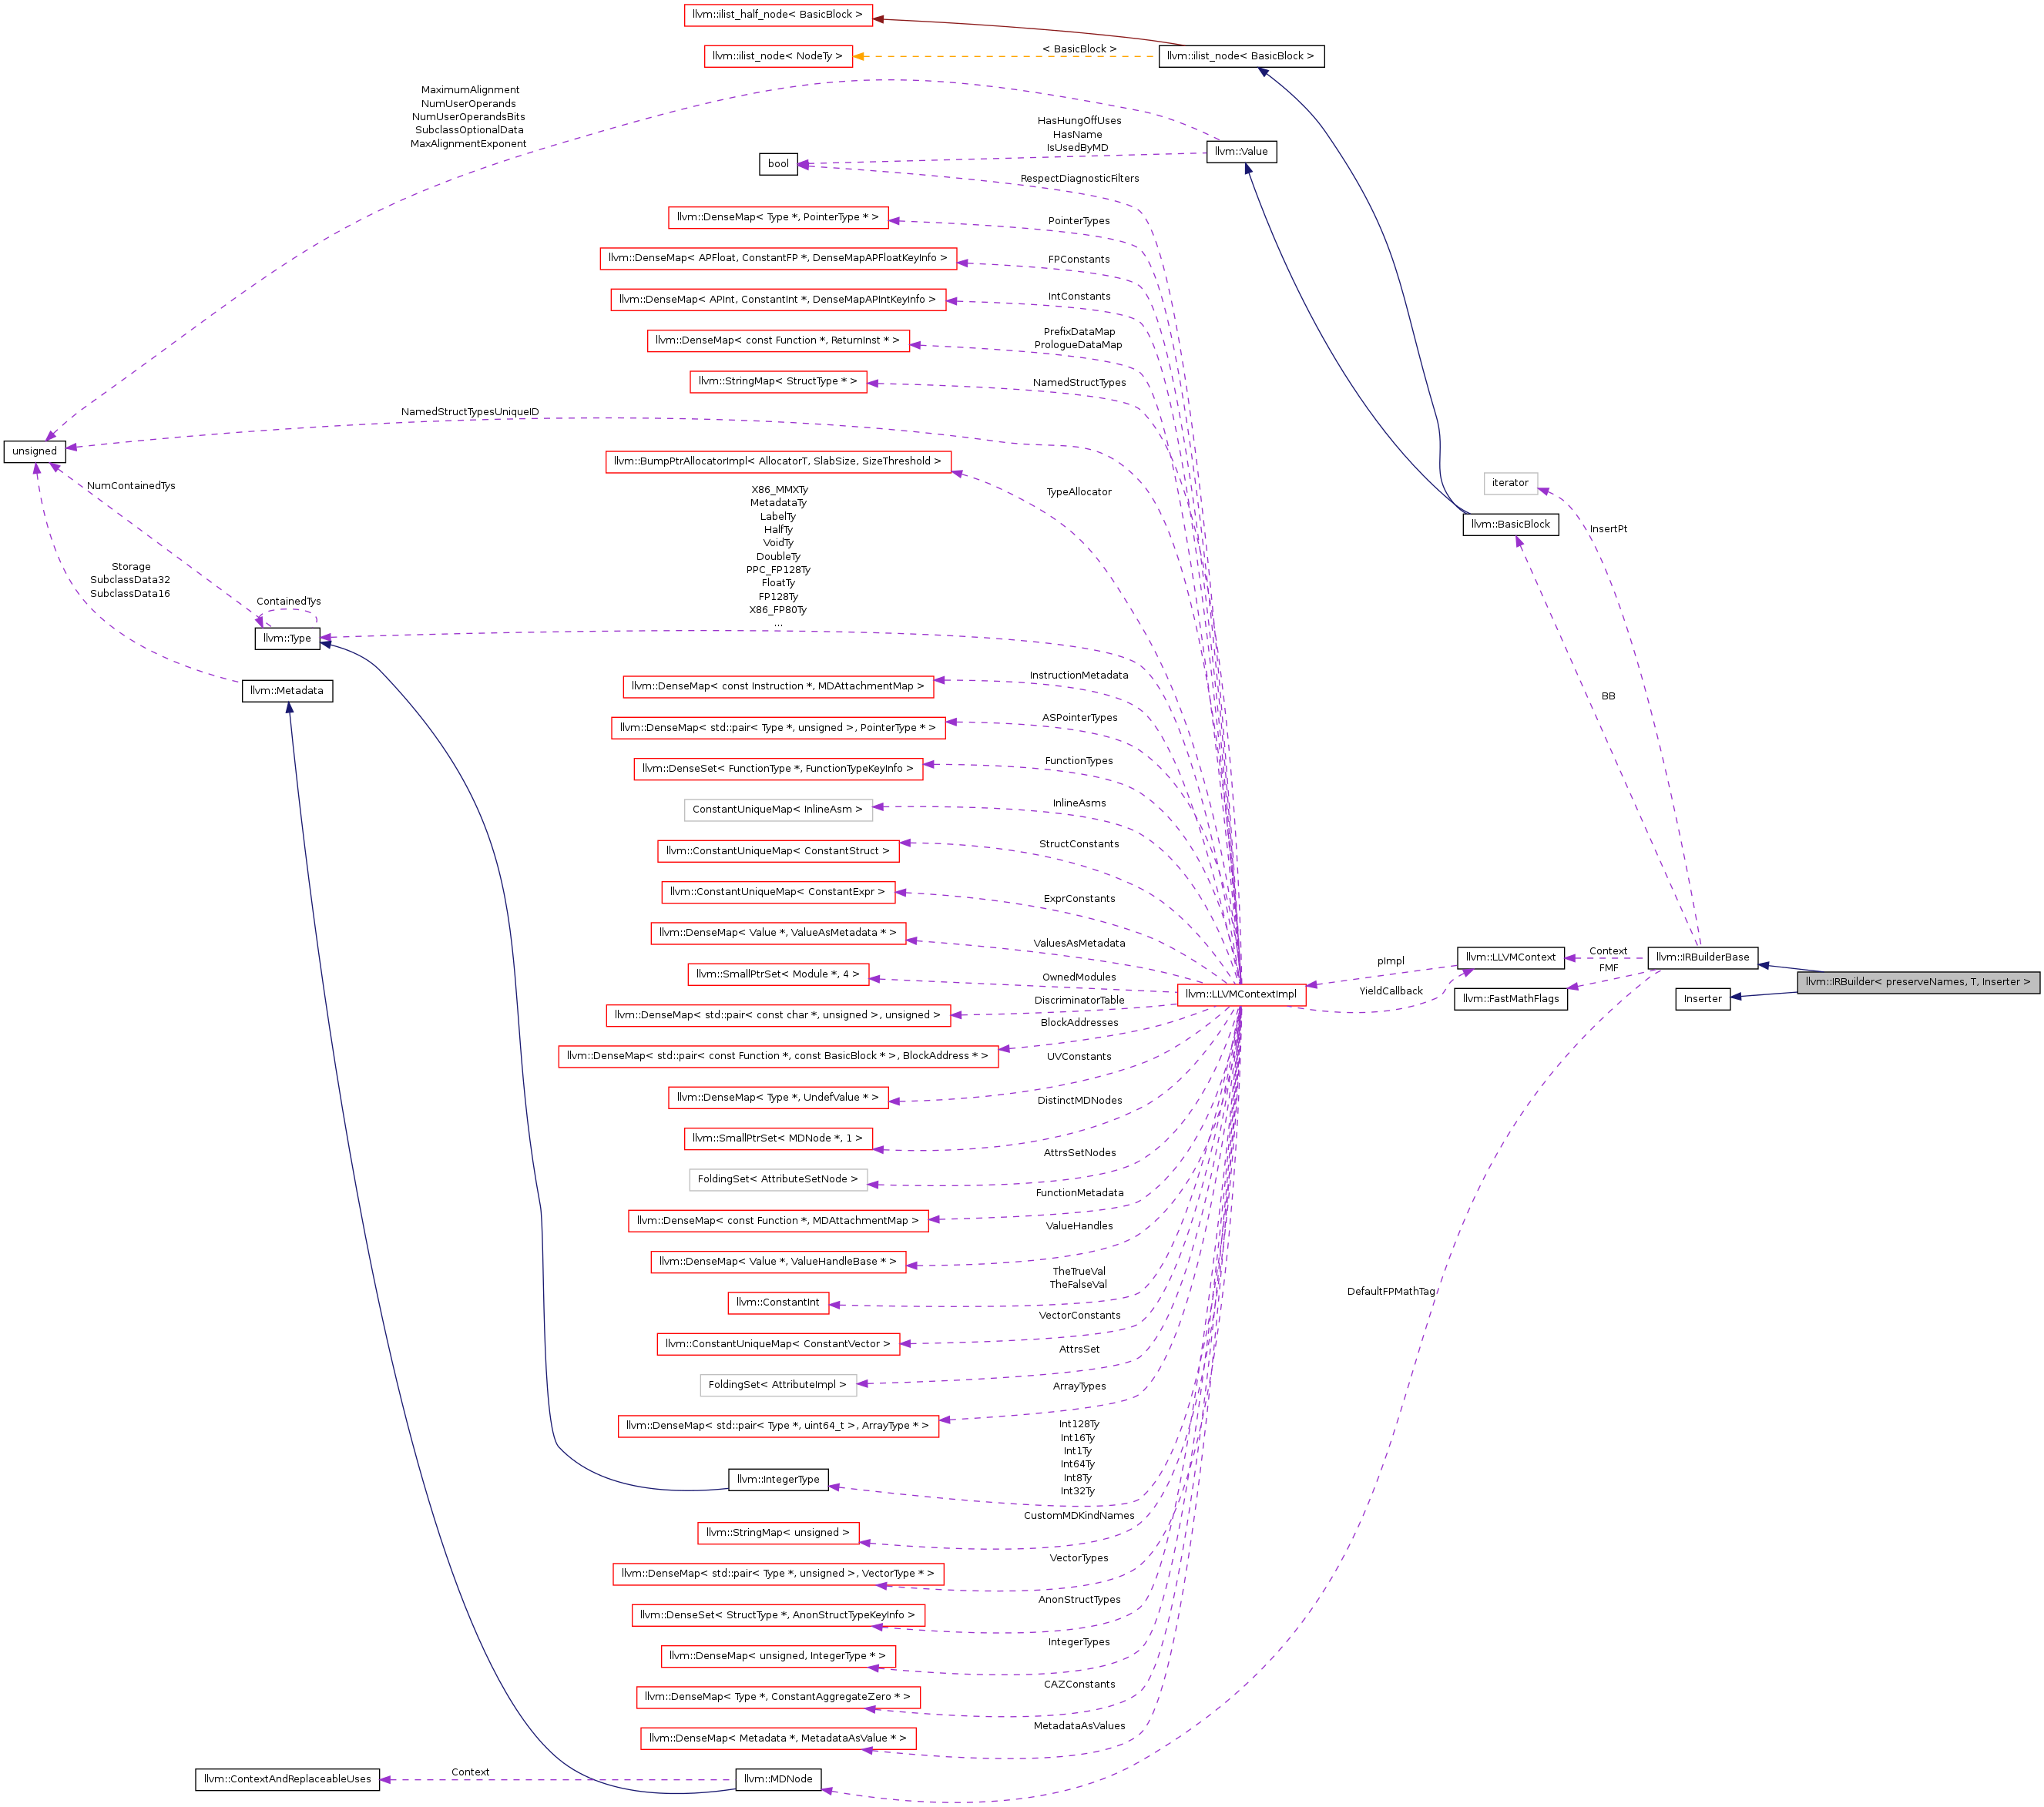 llvm::ilist_half_node< BasicBlock >
llvm::ilist_node< NodeTy >
< BasicBlock >
llvm::ilist_node< BasicBlock >
MaximumAlignment
NumUserOperands
NumUserOperandsBits
SubclassOptionalData
MaxAlignmentExponent
HasHungOffUses
HasName
IsUsedByMD
bool
llvm::Value
RespectDiagnosticFilters
llvm::DenseMap< Type *, PointerType * >
PointerTypes
llvm::DenseMap< APFloat, ConstantFP *, DenseMapAPFloatKeyInfo >
FPConstants
llvm::DenseMap< APInt, ConstantInt *, DenseMapAPIntKeyInfo >
IntConstants
llvm::DenseMap< const Function *, ReturnInst * >
PrefixDataMap
PrologueDataMap
llvm::StringMap< StructType * >
NamedStructTypes
NamedStructTypesUniqueID
unsigned
llvm::BumpPtrAllocatorImpl< AllocatorT, SlabSize, SizeThreshold >
TypeAllocator
iterator
llvm::BasicBlock
InsertPt
NumContainedTys
X86_MMXTy
MetadataTy
LabelTy
HalfTy
VoidTy
DoubleTy
PPC_FP128Ty
FloatTy
FP128Ty
X86_FP80Ty
...
Storage
SubclassData32
SubclassData16
ContainedTys
llvm::Type
llvm::Metadata
llvm::DenseMap< const Instruction *, MDAttachmentMap >
InstructionMetadata
BB
llvm::DenseMap< std::pair< Type *, unsigned >, PointerType * >
ASPointerTypes
llvm::DenseSet< FunctionType *, FunctionTypeKeyInfo >
FunctionTypes
ConstantUniqueMap< InlineAsm >
InlineAsms
llvm::ConstantUniqueMap< ConstantStruct >
StructConstants
llvm::ConstantUniqueMap< ConstantExpr >
ExprConstants
llvm::DenseMap< Value *, ValueAsMetadata * >
ValuesAsMetadata
llvm::SmallPtrSet< Module *, 4 >
OwnedModules
llvm::LLVMContextImpl
pImpl
YieldCallback
llvm::LLVMContext
Context
FMF
llvm::FastMathFlags
llvm::IRBuilderBase
Inserter
llvm::IRBuilder< preserveNames, T, Inserter >
llvm::DenseMap< std::pair< const char *, unsigned >, unsigned >
DiscriminatorTable
llvm::DenseMap< std::pair< const Function *, const BasicBlock * >, BlockAddress * >
BlockAddresses
llvm::DenseMap< Type *, UndefValue * >
UVConstants
llvm::SmallPtrSet< MDNode *, 1 >
DistinctMDNodes
FoldingSet< AttributeSetNode >
AttrsSetNodes
llvm::DenseMap< const Function *, MDAttachmentMap >
FunctionMetadata
llvm::DenseMap< Value *, ValueHandleBase * >
ValueHandles
llvm::ConstantInt
TheTrueVal
TheFalseVal
DefaultFPMathTag
llvm::ConstantUniqueMap< ConstantVector >
VectorConstants
FoldingSet< AttributeImpl >
AttrsSet
llvm::DenseMap< std::pair< Type *, uint64_t >, ArrayType * >
ArrayTypes
llvm::IntegerType
Int128Ty
Int16Ty
Int1Ty
Int64Ty
Int8Ty
Int32Ty
llvm::StringMap< unsigned >
CustomMDKindNames
llvm::DenseMap< std::pair< Type *, unsigned >, VectorType * >
VectorTypes
llvm::DenseSet< StructType *, AnonStructTypeKeyInfo >
AnonStructTypes
llvm::DenseMap< unsigned, IntegerType * >
IntegerTypes
llvm::DenseMap< Type *, ConstantAggregateZero * >
CAZConstants
llvm::DenseMap< Metadata *, MetadataAsValue * >
MetadataAsValues
llvm::ContextAndReplaceableUses
Context
llvm::MDNode